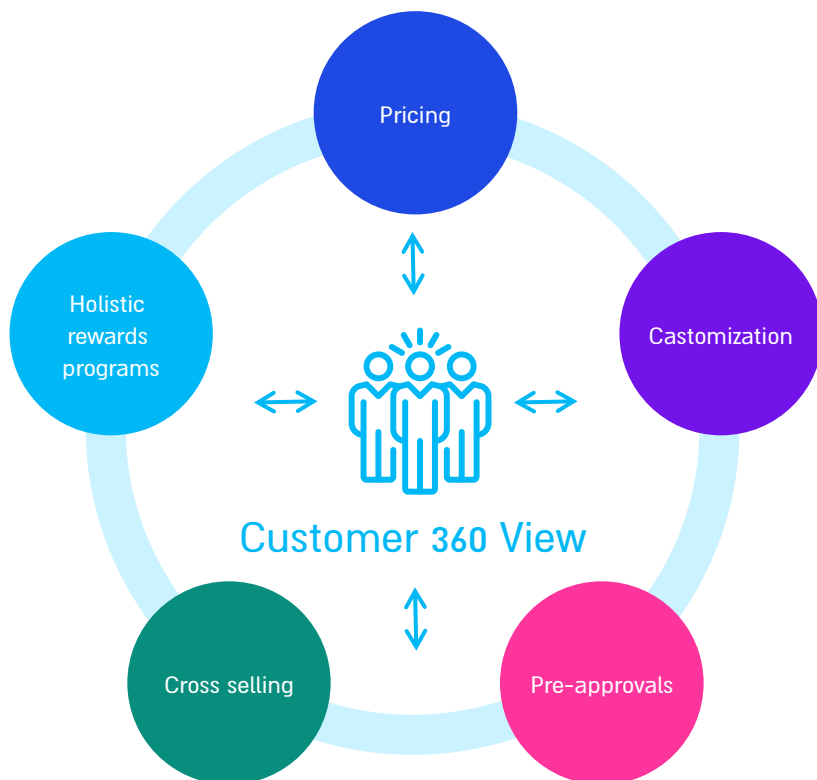 Pricing
Holistic
rewards
programs
Castomization
Customer 360 View
Cross selling
Pre-approvals